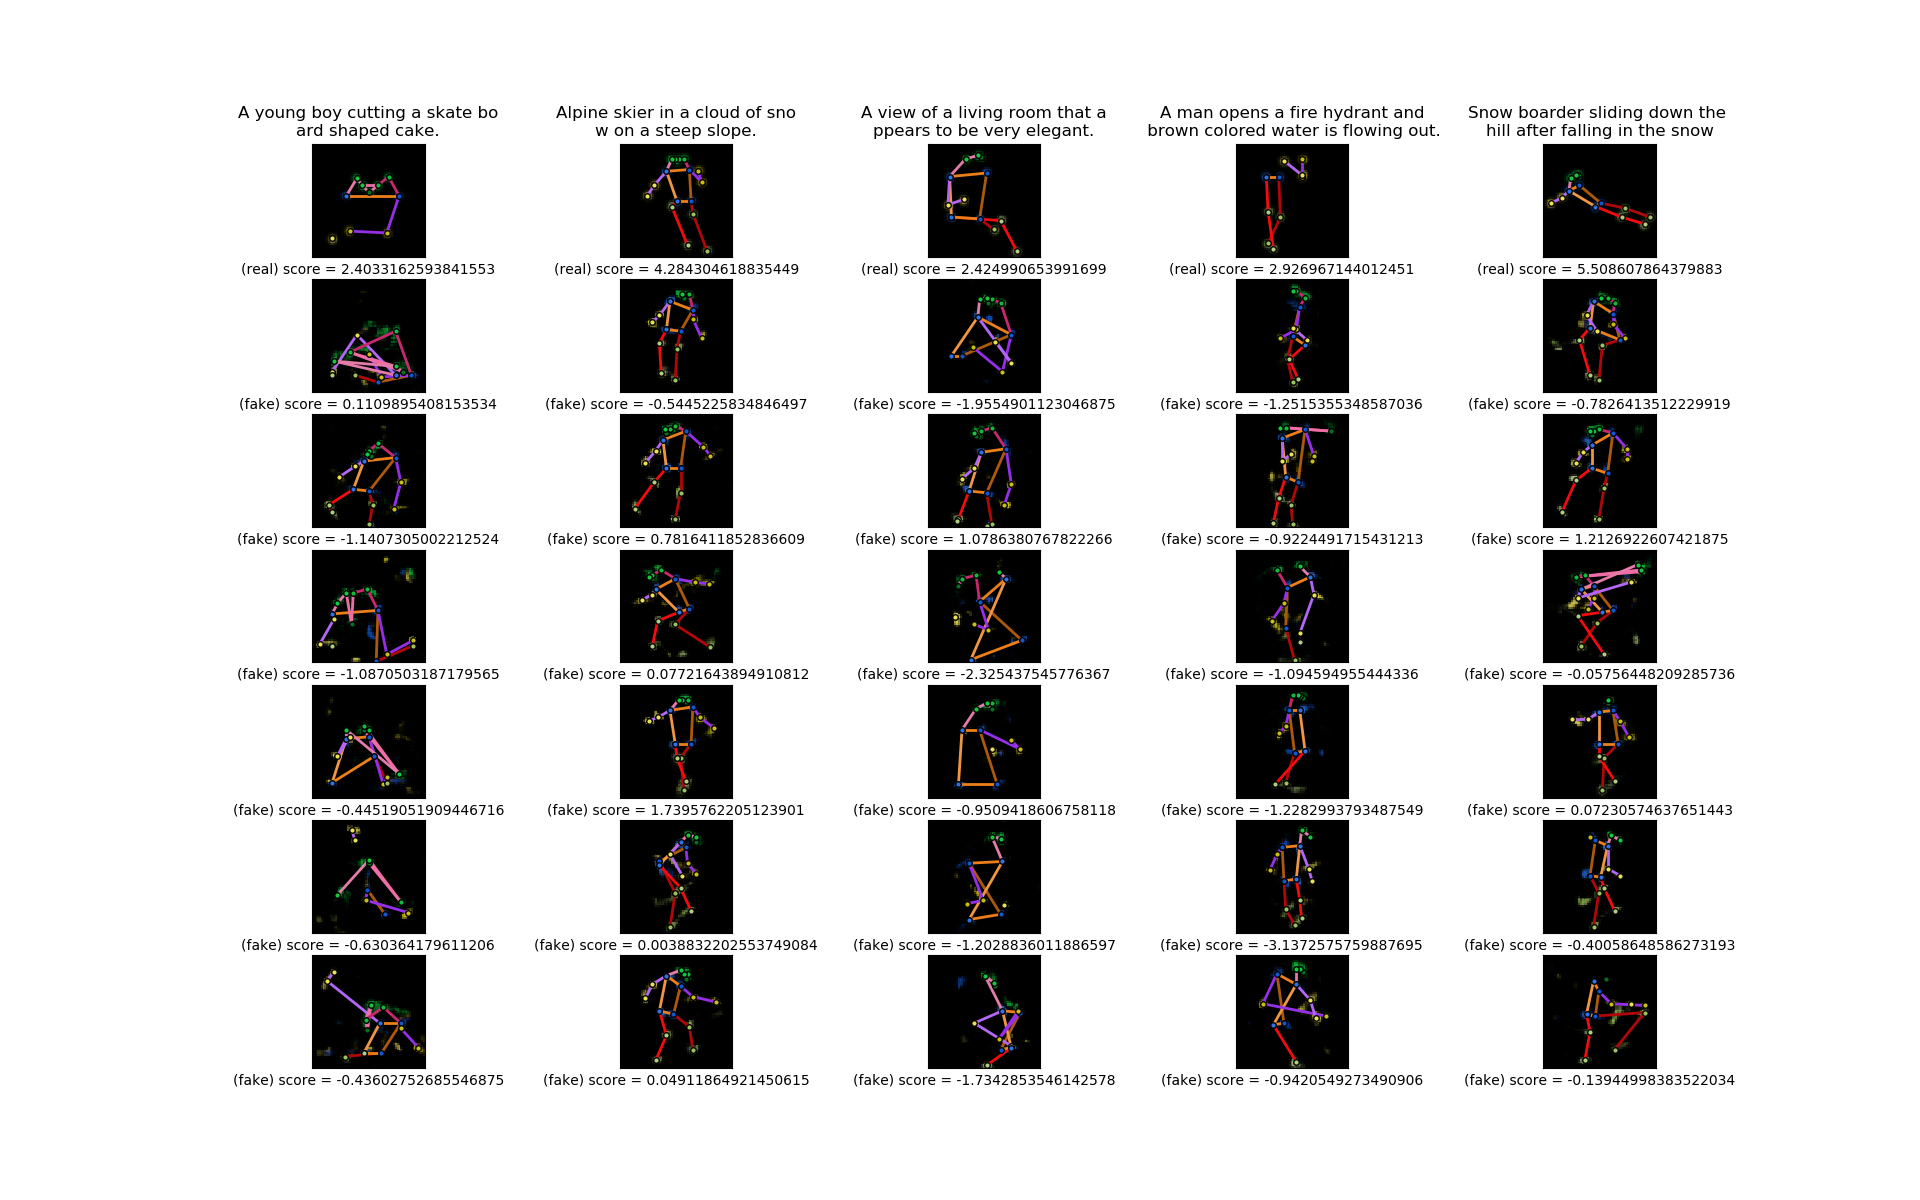 A young boy cutting a skate bo
ard shaped cake.
Alpine skier in a cloud of sno
w on a steep slope.
A view of a living room that a
ppears to be very elegant.
A man opens a fire hydrant and
brown colored water is flowing out.
Snow boarder sliding down the
hill after falling in the snow
(real) score = 2.4033162593841553
(real) score = 4.284304618835449
(real) score = 2.424990653991699
(real) score = 2.926967144012451
(real) score = 5.508607864379883
(fake) score = 0.1109895408153534
(fake) score = -0.5445225834846497
(fake) score = -1.9554901123046875
(fake) score = -1.2515355348587036
(fake) score = -0.7826413512229919
(fake) score = -1.1407305002212524
(fake) score = 0.7816411852836609
(fake) score = 1.0786380767822266
(fake) score = -0.9224491715431213
(fake) score = 1.2126922607421875
(fake) score = -1.0870503187179565
(fake) score = 0.07721643894910812
(fake) score = -2.325437545776367
(fake) score = -1.094594955444336
(fake) score = -0.05756448209285736
(fake) score = -0.44519051909446716
(fake) score = 1.7395762205123901
(fake) score = -0.9509418606758118
(fake) score = -1.2282993793487549
(fake) score = 0.07230574637651443
(fake) score = -0.630364179611206
(fake) score = 0.0038832202553749084
(fake) score = -1.2028836011886597
(fake) score = -3.1372575759887695
(fake) score = -0.40058648586273193
(fake) score = -0.43602752685546875
(fake) score = 0.04911864921450615
(fake) score = -1.7342853546142578
(fake) score = -0.9420549273490906
(fake) score = -0.13944998383522034